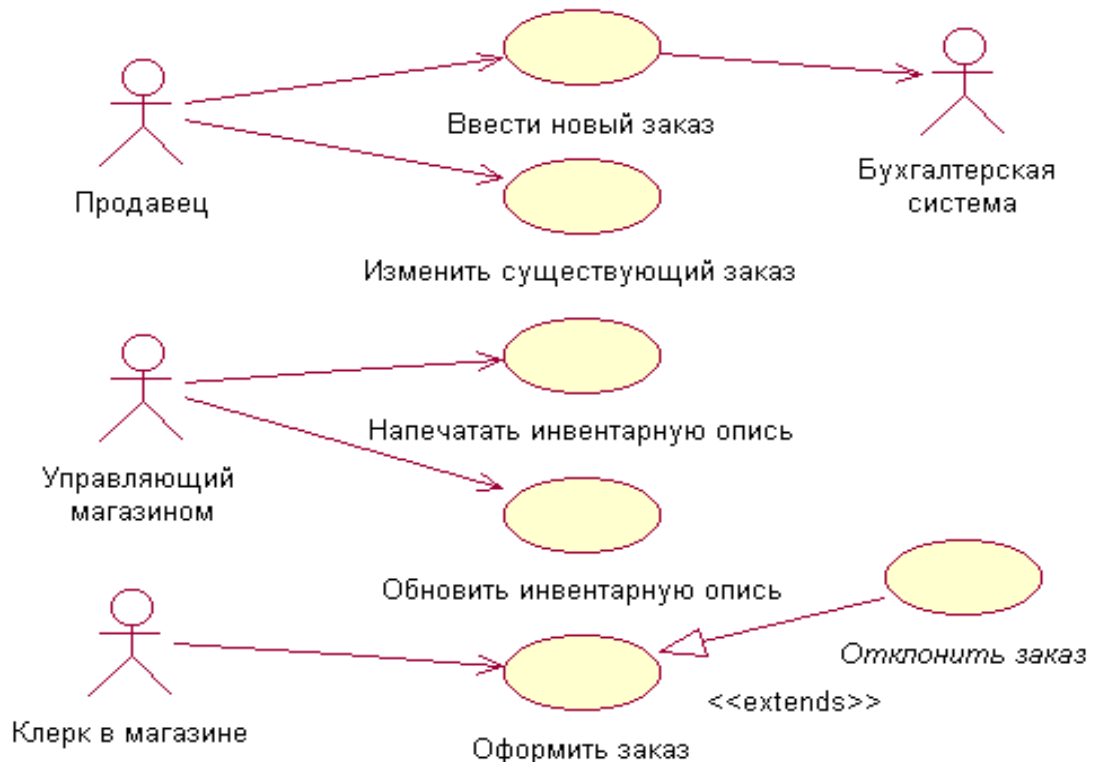 Ввести новый заказ
Продавец
Бухгалтерская
система
Изменить существующий заказ
Напечатать инвентарную опись
Управляющий
магазином
Обновить инвентарную опись
Отклонить заказ
<<extends>>
Клерк в магазине
Оформить заказ